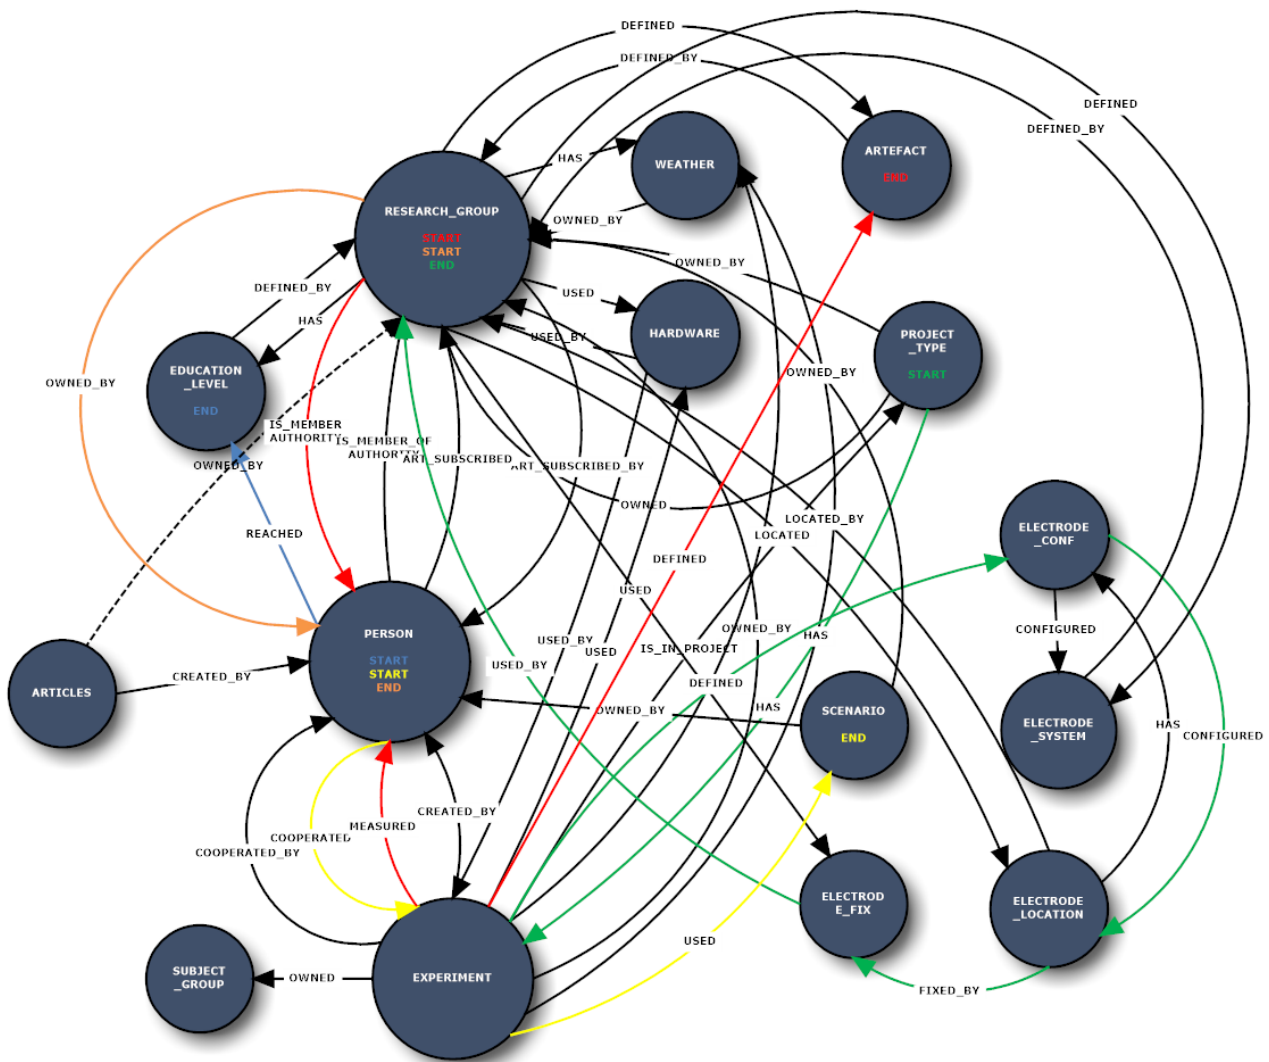 DEFINED
DEFINED_BY
DEFINED
DEFINED_BY
HAS
WEATHER
ARTEFACT
END
RESEARCH_GROUP
START
START
END
OWNED_BY
OWNED_BY
DEFINED_BY
USED
HAS
HARDWARE
USED_BY
PROJECT
_TYPE
START
EDUCATION
_LEVEL
END
OWNED_BY
OWNED_BY
IS_MEMBER
AUTHORITY
IS_MEMBER_OF
AUTHORITY
ART_SUBSCRIBED
ART_SUBSCRIBED_BY
OWNED_BY
OWNED
LOCATED_BY
LOCATED
ELECTRODE
_CONF
REACHED
DEFINED
USED
CONFIGURED
PERSON
START
START
END
OWNED_BY
HAS
USED_BY
USED
IS_IN_PROJECT
USED_BY
DEFINED
CREATED_BY
ARTICLES
OWNED_BY
HAS
SCENARIO
END
ELECTRODE
_SYSTEM
HAS
CONFIGURED
CREATED_BY
MEASURED
COOPERATED
COOPERATED_BY
ELECTROD
E_FIX
ELECTRODE
_LOCATION
USED
SUBJECT
_GROUP
OWNED
EXPERIMENT
FIXED_BY